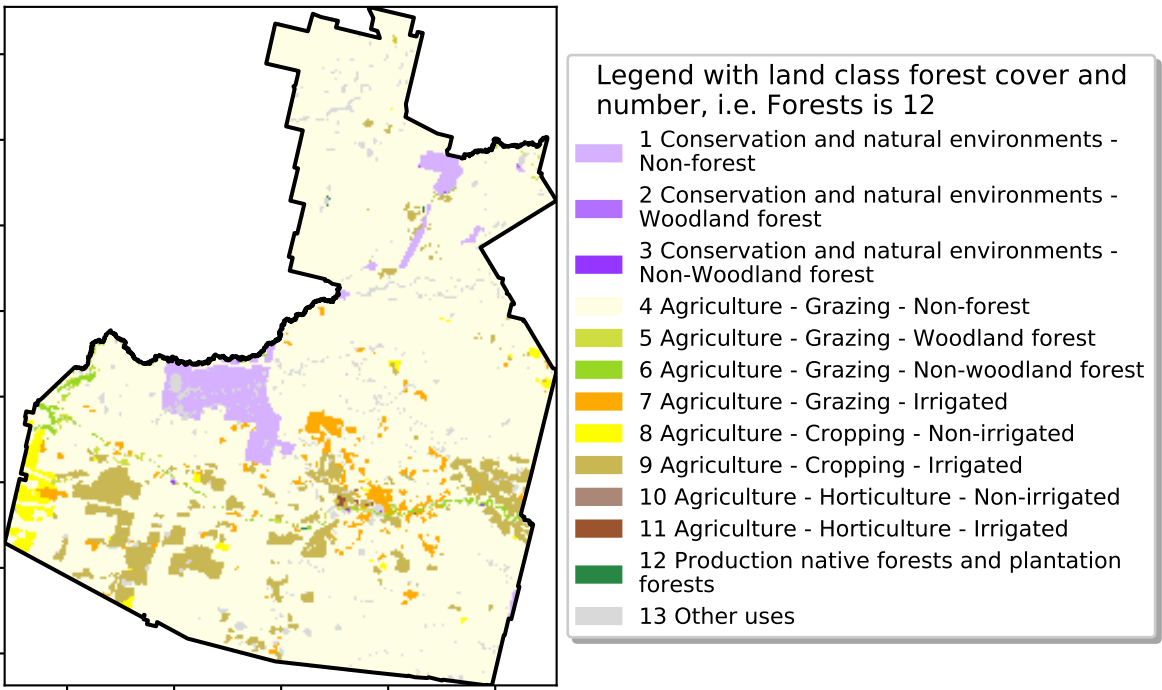 Legend with land class forest cover and
number, i.e. Forests is 12
1 Conservation and natural environments -
Non-forest
2 Conservation and natural environments -
Woodland forest
3 Conservation and natural environments -
Non-Woodland forest
4 Agriculture - Grazing - Non-forest
5 Agriculture - Grazing - Woodland forest
6 Agriculture - Grazing - Non-woodland forest
7 Agriculture - Grazing - Irrigated
8 Agriculture - Cropping - Non-irrigated
9 Agriculture - Cropping - Irrigated
10 Agriculture - Horticulture - Non-irrigated
11 Agriculture - Horticulture - Irrigated
12 Production native forests and plantation
forests
13 Other uses